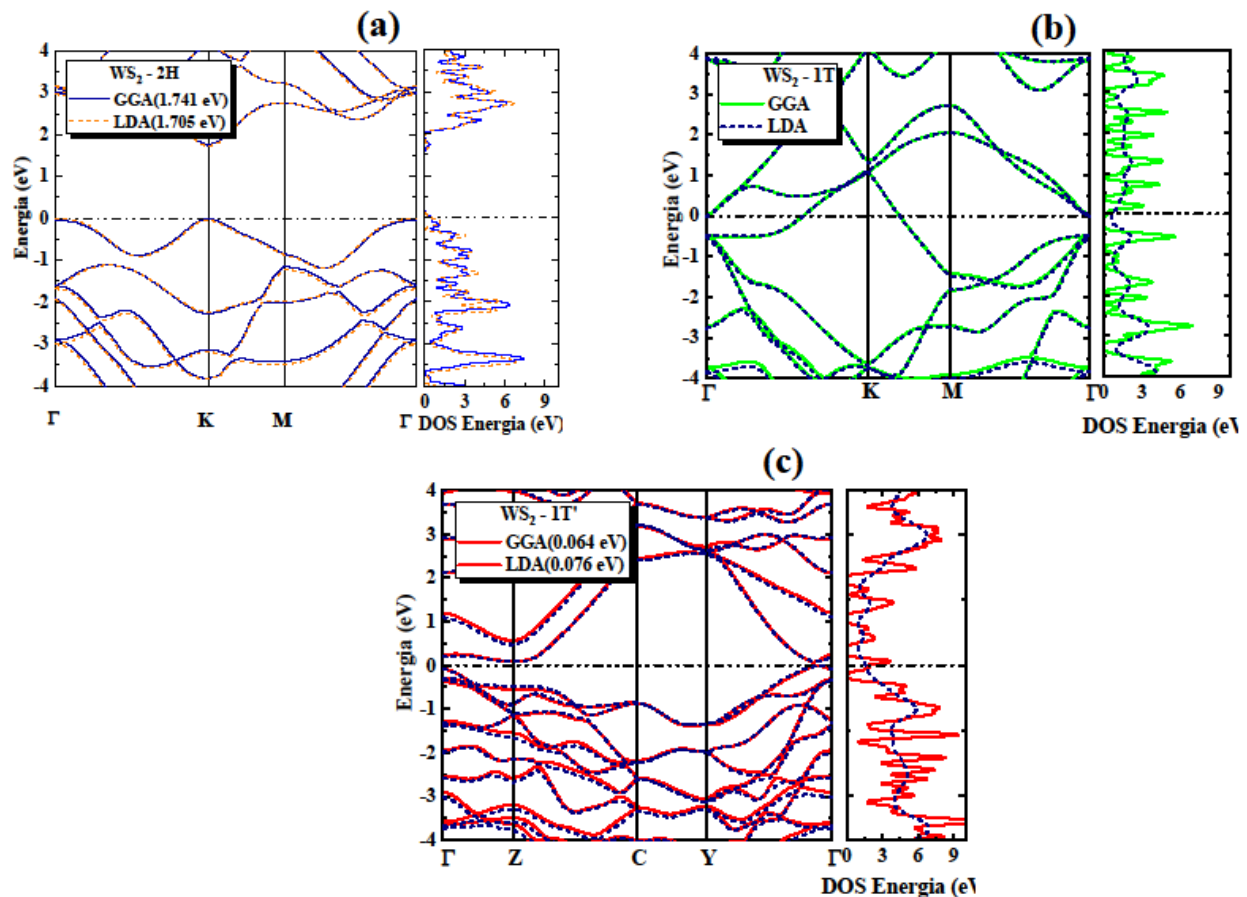 (a)
4
3
2
1
0
-1
-2
-3
-4
Energia (eV)
WS₂ - 2H
GGA(1.741 eV)
LDA(1.705 eV)
Γ K M Γ
0 3 6 9
DOS Energia (eV)
(b)
4
3
2
1
0
-1
-2
-3
-4
Energia (eV)
WS₂ - 1T
GGA
LDA
Γ K M Γ
0 3 6 9
DOS Energia (eV
(c)
4
3
2
1
0
-1
-2
-3
-4
Energia (eV)
WS₂ - 1T'
GGA(0.064 eV)
LDA(0.076 eV)
Γ Z C Y Γ
0 3 6 9
DOS Energia (eV